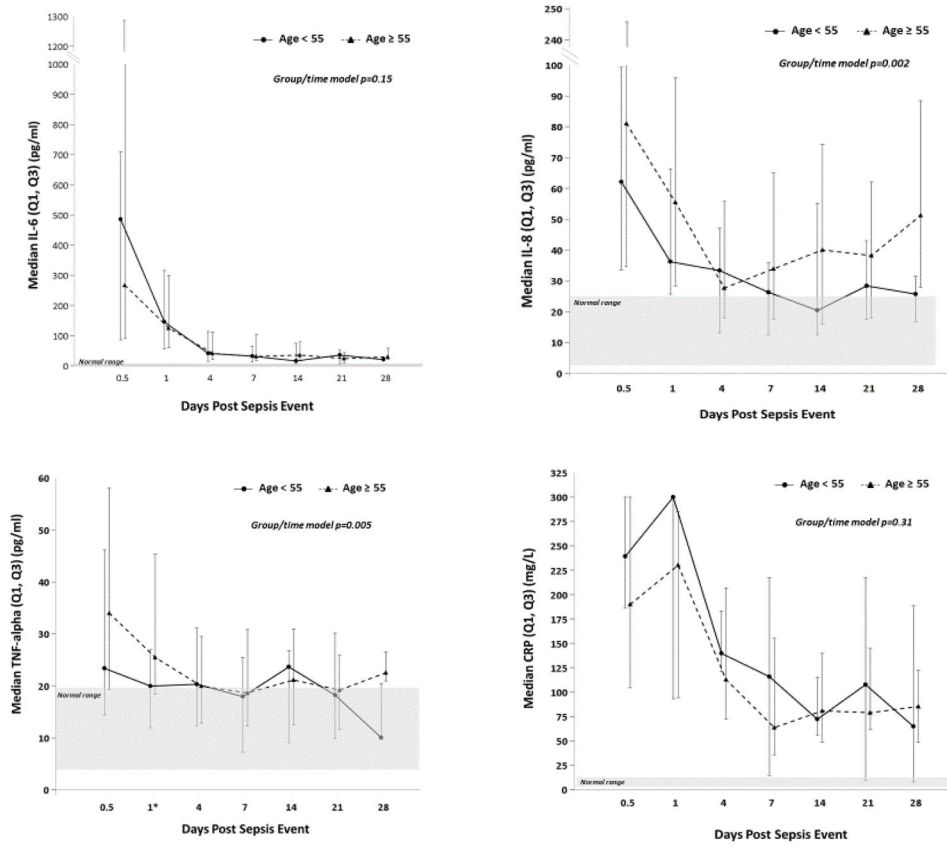 1300
1200
1000
900
800
700
600
500
400
300
200
100
0
Median IL-6 (Q1, Q3) (pg/ml)
Age < 55 Age ≥ 55
Group/time model p=0.15
Normal range
0.5 1 4 7 14 21 28
Days Post Sepsis Event
250
240
100
80
60
50
40
30
20
10
0
Median IL-8 (Q1, Q3) (pg/ml)
Age < 55 Age ≥ 55
Group/time model p=0.002
Normal range
0.5 1 4 7 14 21 28
Days Post Sepsis Event
60
50
40
30
20
10
0
Median TNF-alpha (Q1, Q3) (pg/ml)
Age < 55 Age ≥ 55
Group/time model p=0.005
Normal range
0.5 1* 4 7 14 21 28
Days Post Sepsis Event
325
300
275
250
225
200
175
150
125
100
75
50
25
0
Median CRP (Q1, Q3) (mg/L)
Age < 55 Age ≥ 55
Group/time model p=0.31
Normal range
0.5 1 4 7 14 21 28
Days Post Sepsis Event